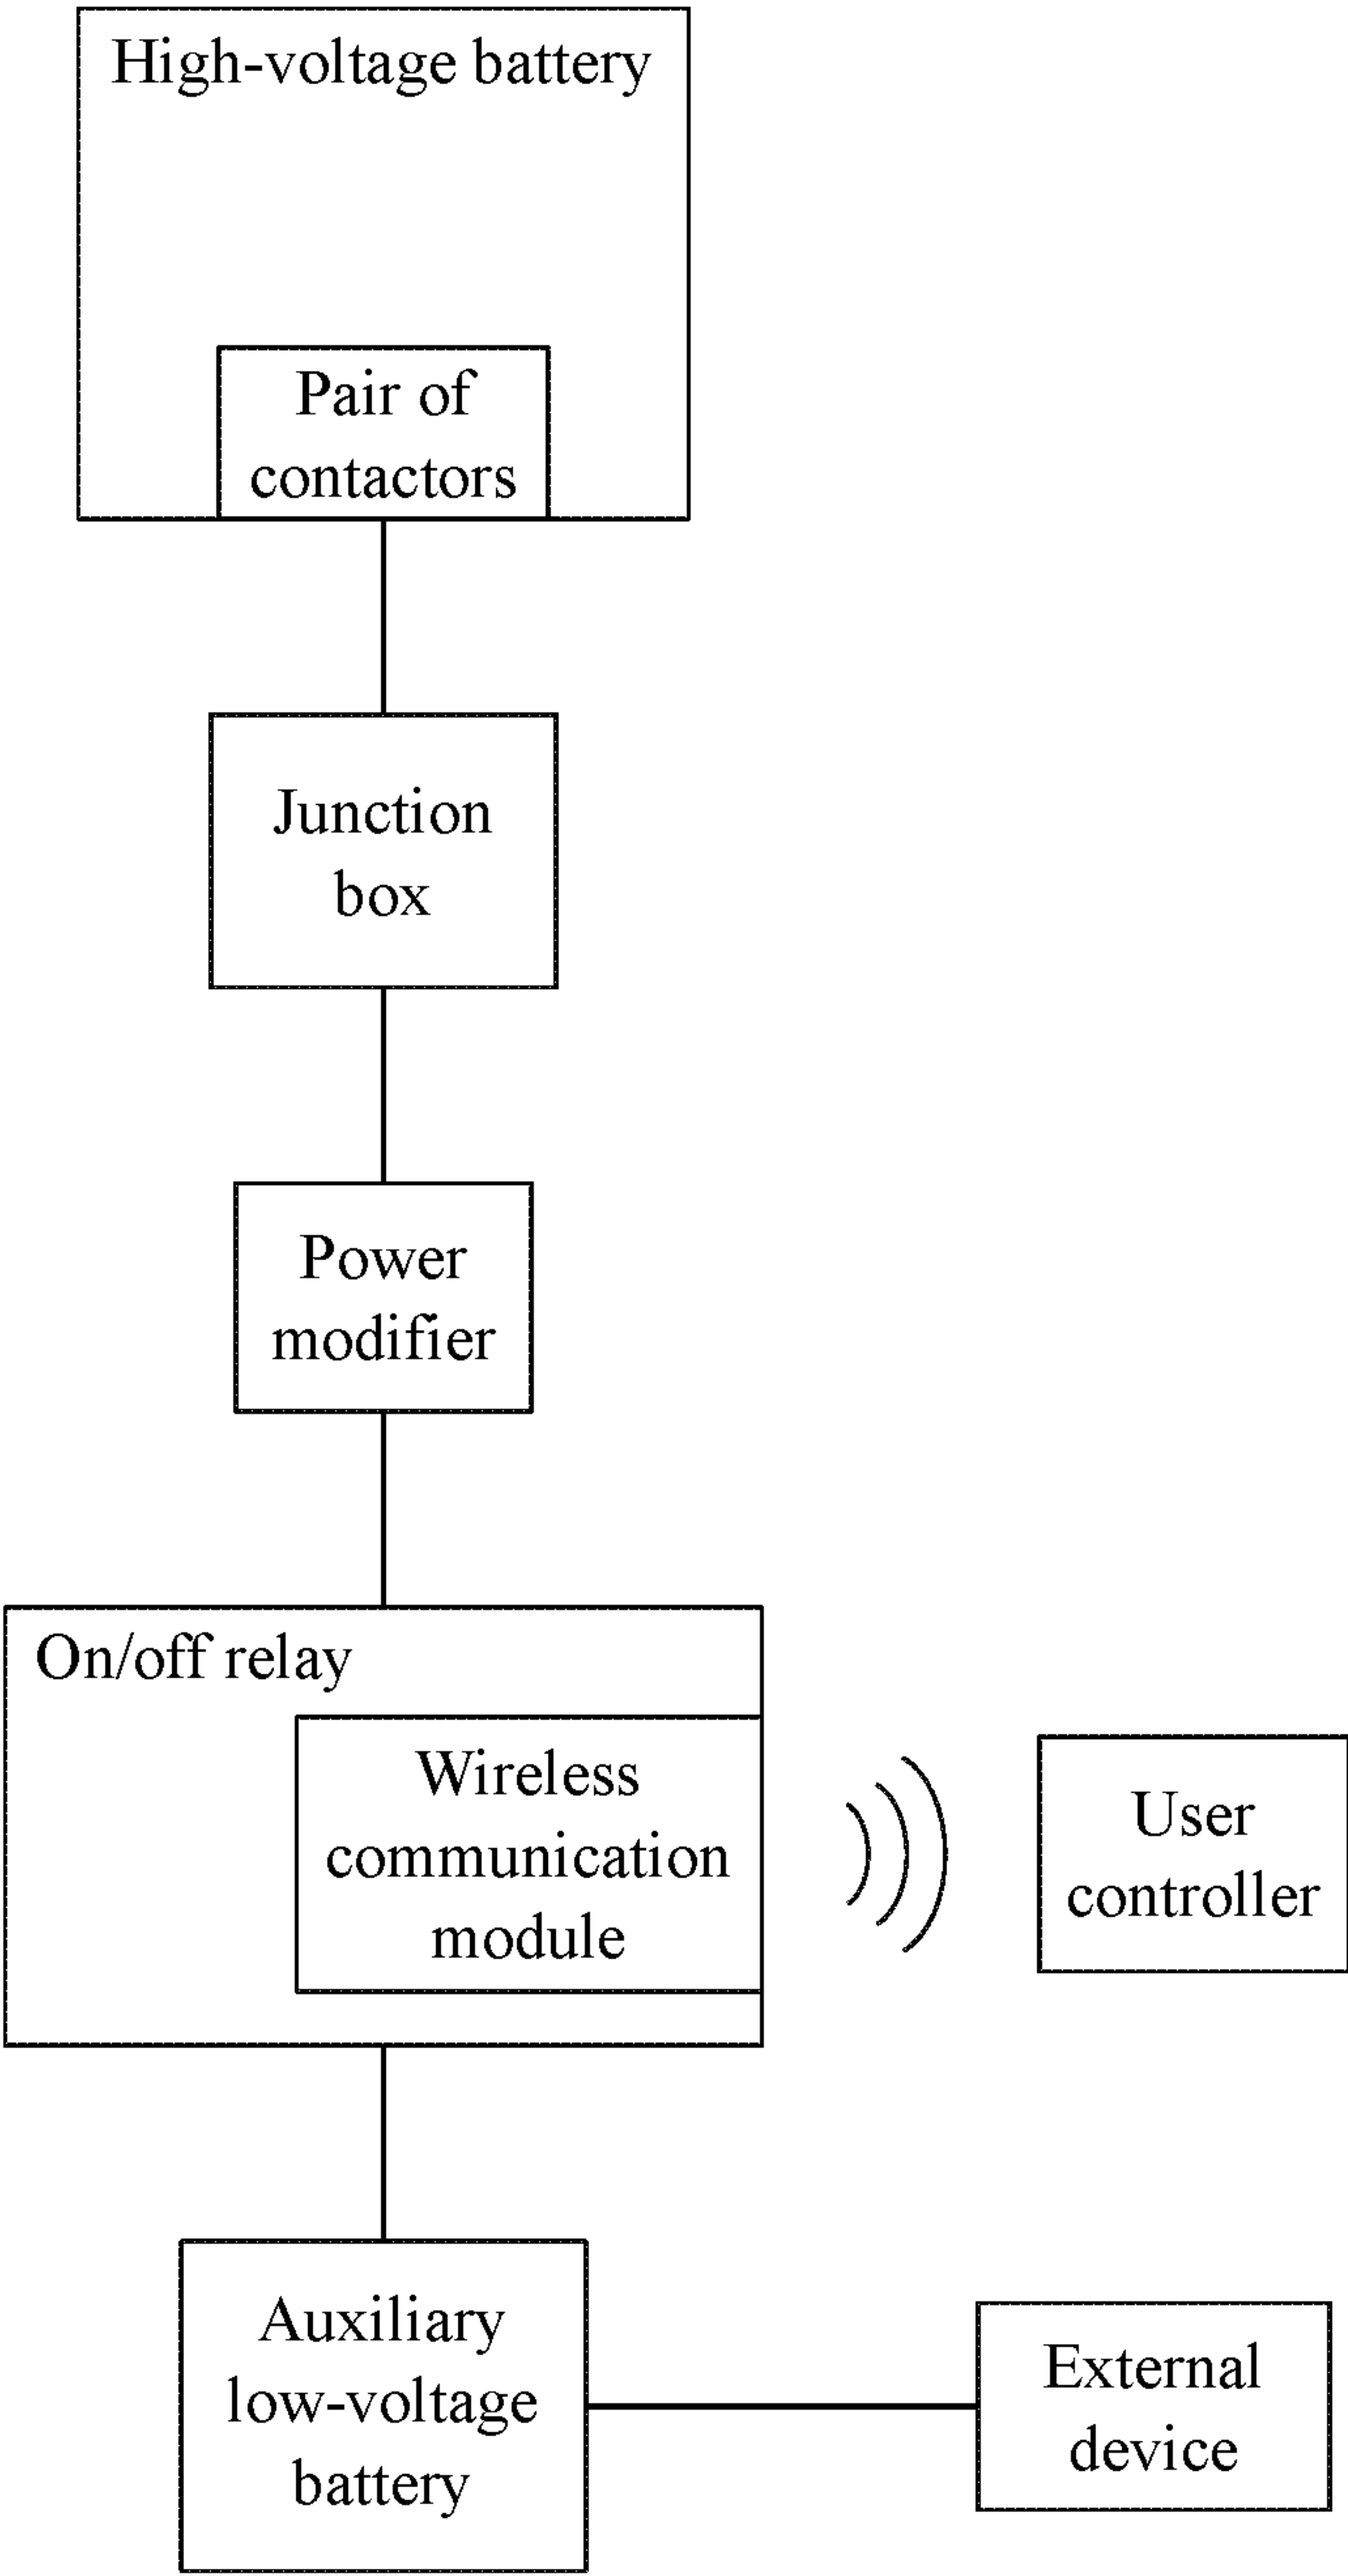 High-voltage battery
Pair of
contactors
Junction
box
Power
modifier
On/off relay
Wireless
communication
module
User
controller
Auxiliary
low-voltage
battery
External
device